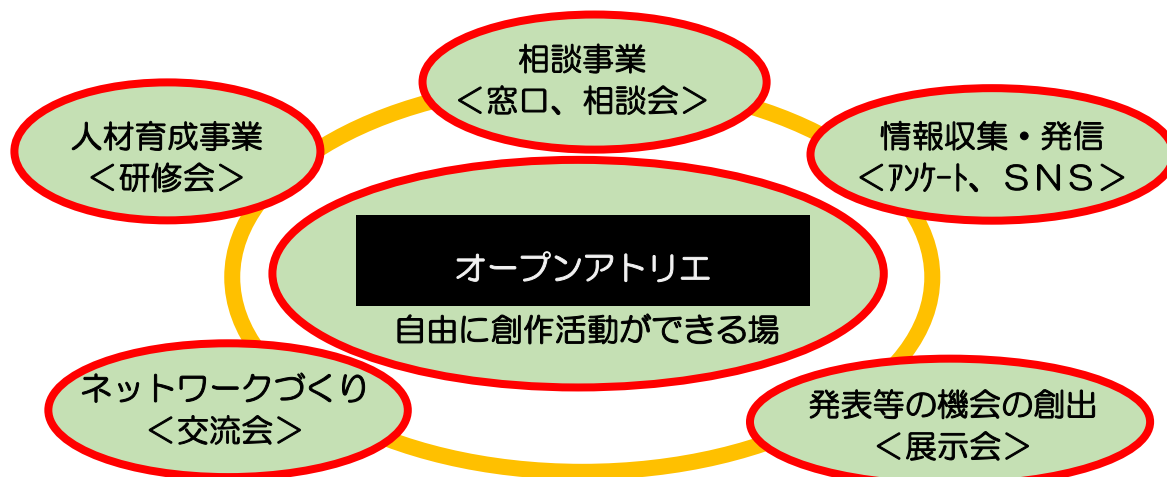 相談事業
＜窓口、相談会＞
人材育成事業
＜研修会＞
情報収集・発信
＜ｱﾝｹｰﾄ、ＳＮＳ＞
オープンアトリエ
自由に創作活動ができる場
ネットワークづくり
＜交流会＞
発表等の機会の創出
＜展示会＞